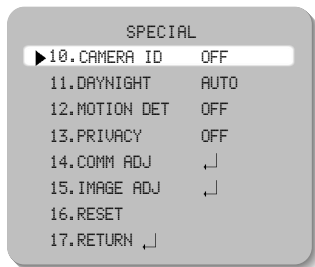 SPECIAL
▶10.CAMERA ID OFF
11.DAYNIGHT AUTO
12.MOTION DET OFF
13.PRIVACY OFF
14.COMM ADJ ↵
15.IMAGE ADJ ↵
16.RESET
17.RETURN ↵